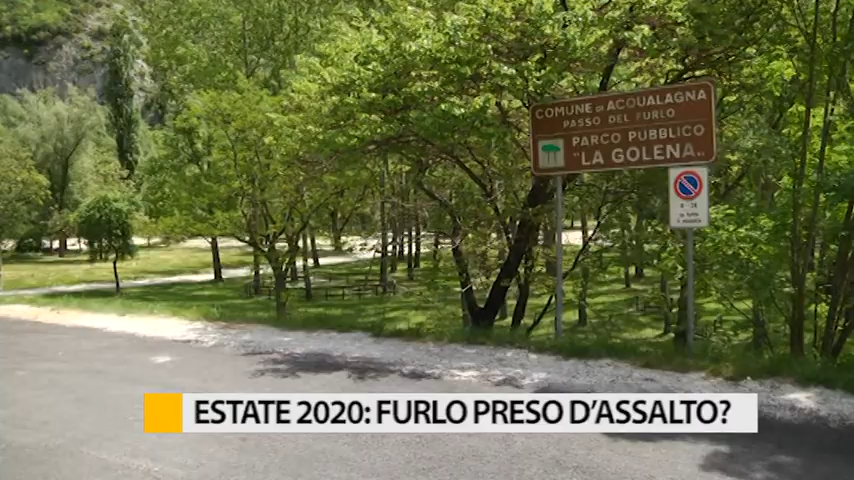 COMUNE DI ACQUALAGNA
PASSO DEL FURLO
PARCO PUBBLICO
"LA GOLENA"
ESTATE 2020: FURLO PRESO D'ASSALTO?